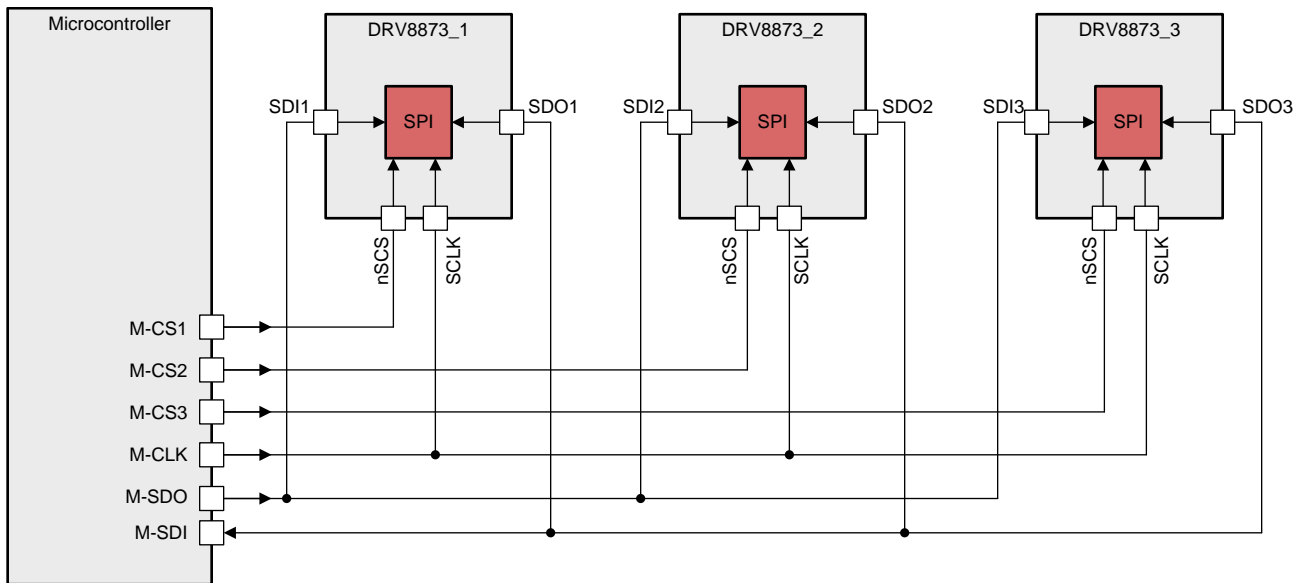 Microcontroller
DRV8873_1
DRV8873_2
DRV8873_3
SDI1
SPI
SDO1
SDI2
SPI
SDO2
SDI3
SPI
SDO3
nSCS
SCLK
nSCS
SCLK
nSCS
SCLK
M-CS1
M-CS2
M-CS3
M-CLK
M-SDO
M-SDI